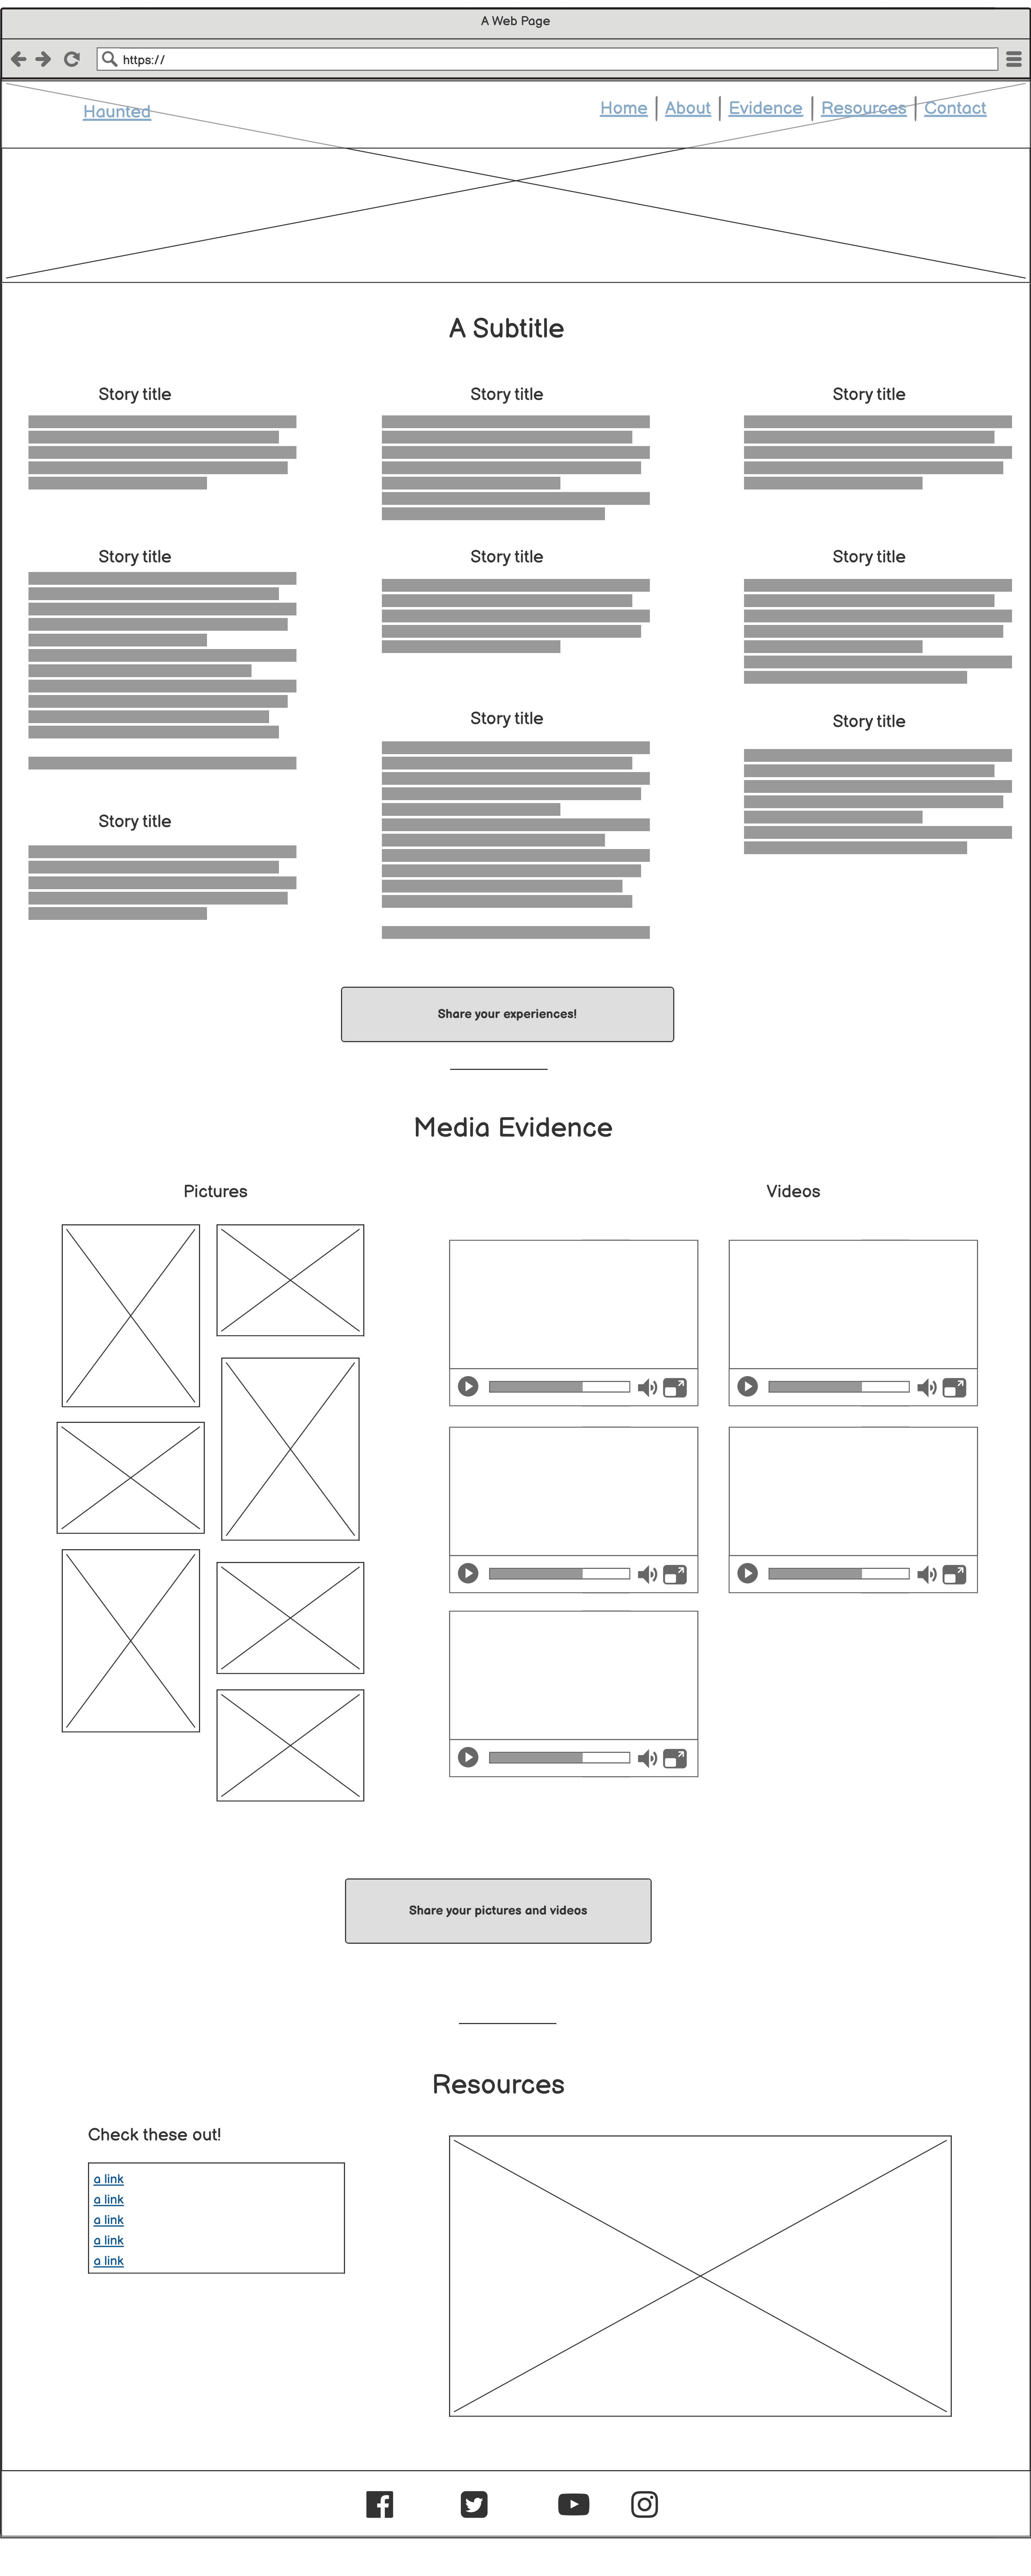 A Web Page
https://
Haunted
Home About Evidence Resources Contact
A Subtitle
Story title Story title Story title
Story title Story title Story title
Story title Story title
Story title
Share your experiences!
Media Evidence
Pictures Videos
Share your pictures and videos
Resources
Check these out!
a link
a link
a link
a link
a link